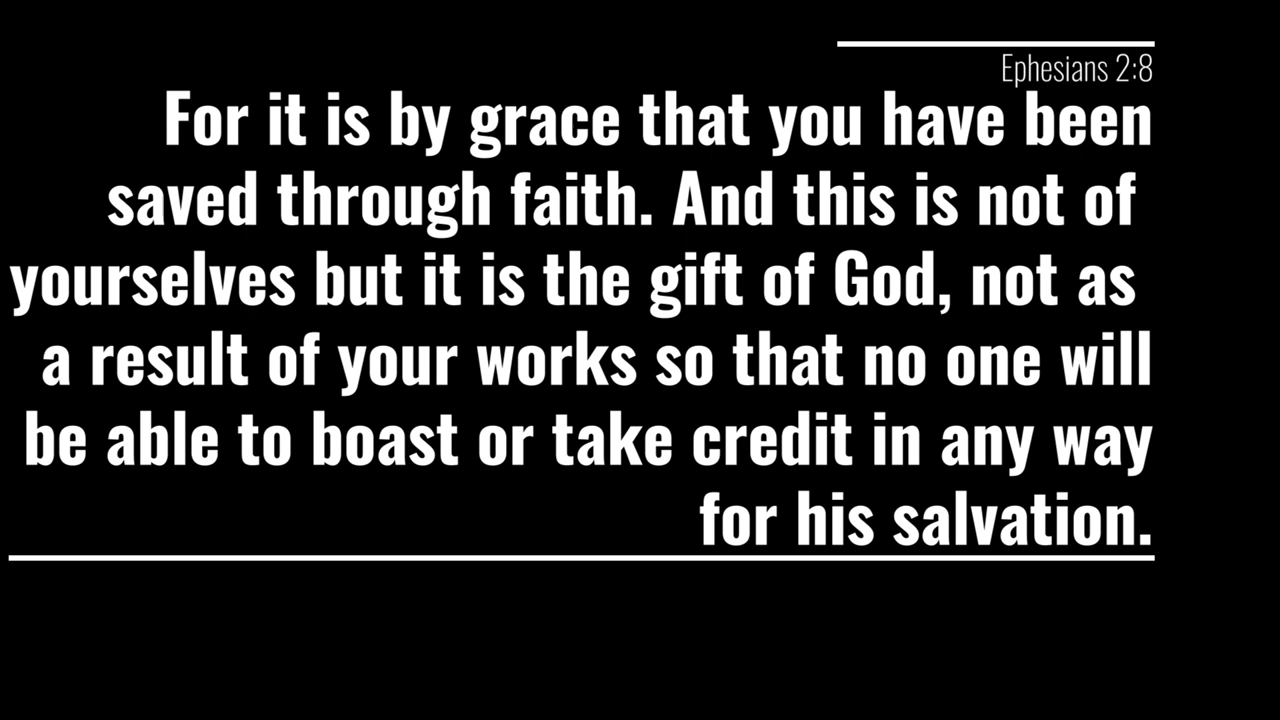 Ephesians 2:8
For it is by grace that you have been
saved through faith. And this is not of
yourselves but it is the gift of God, not as
a result of your works so that no one will
be able to boast or take credit in any way
for his salvation.